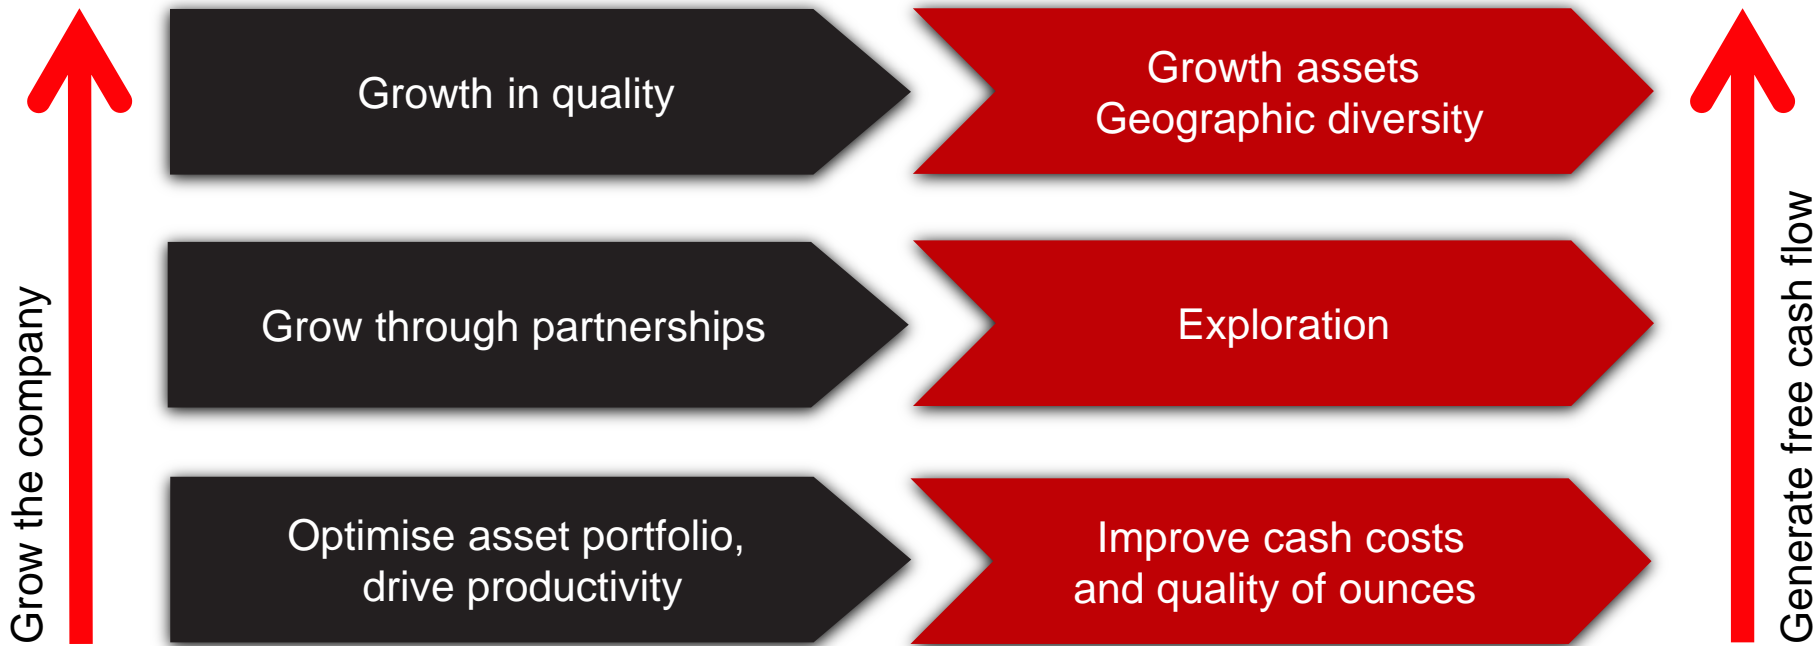 Grow the company
Growth in quality
Growth assets
Geographic diversity
Grow through partnerships
Exploration
Optimise asset portfolio,
drive productivity
Improve cash costs
and quality of ounces
Generate free cash flow